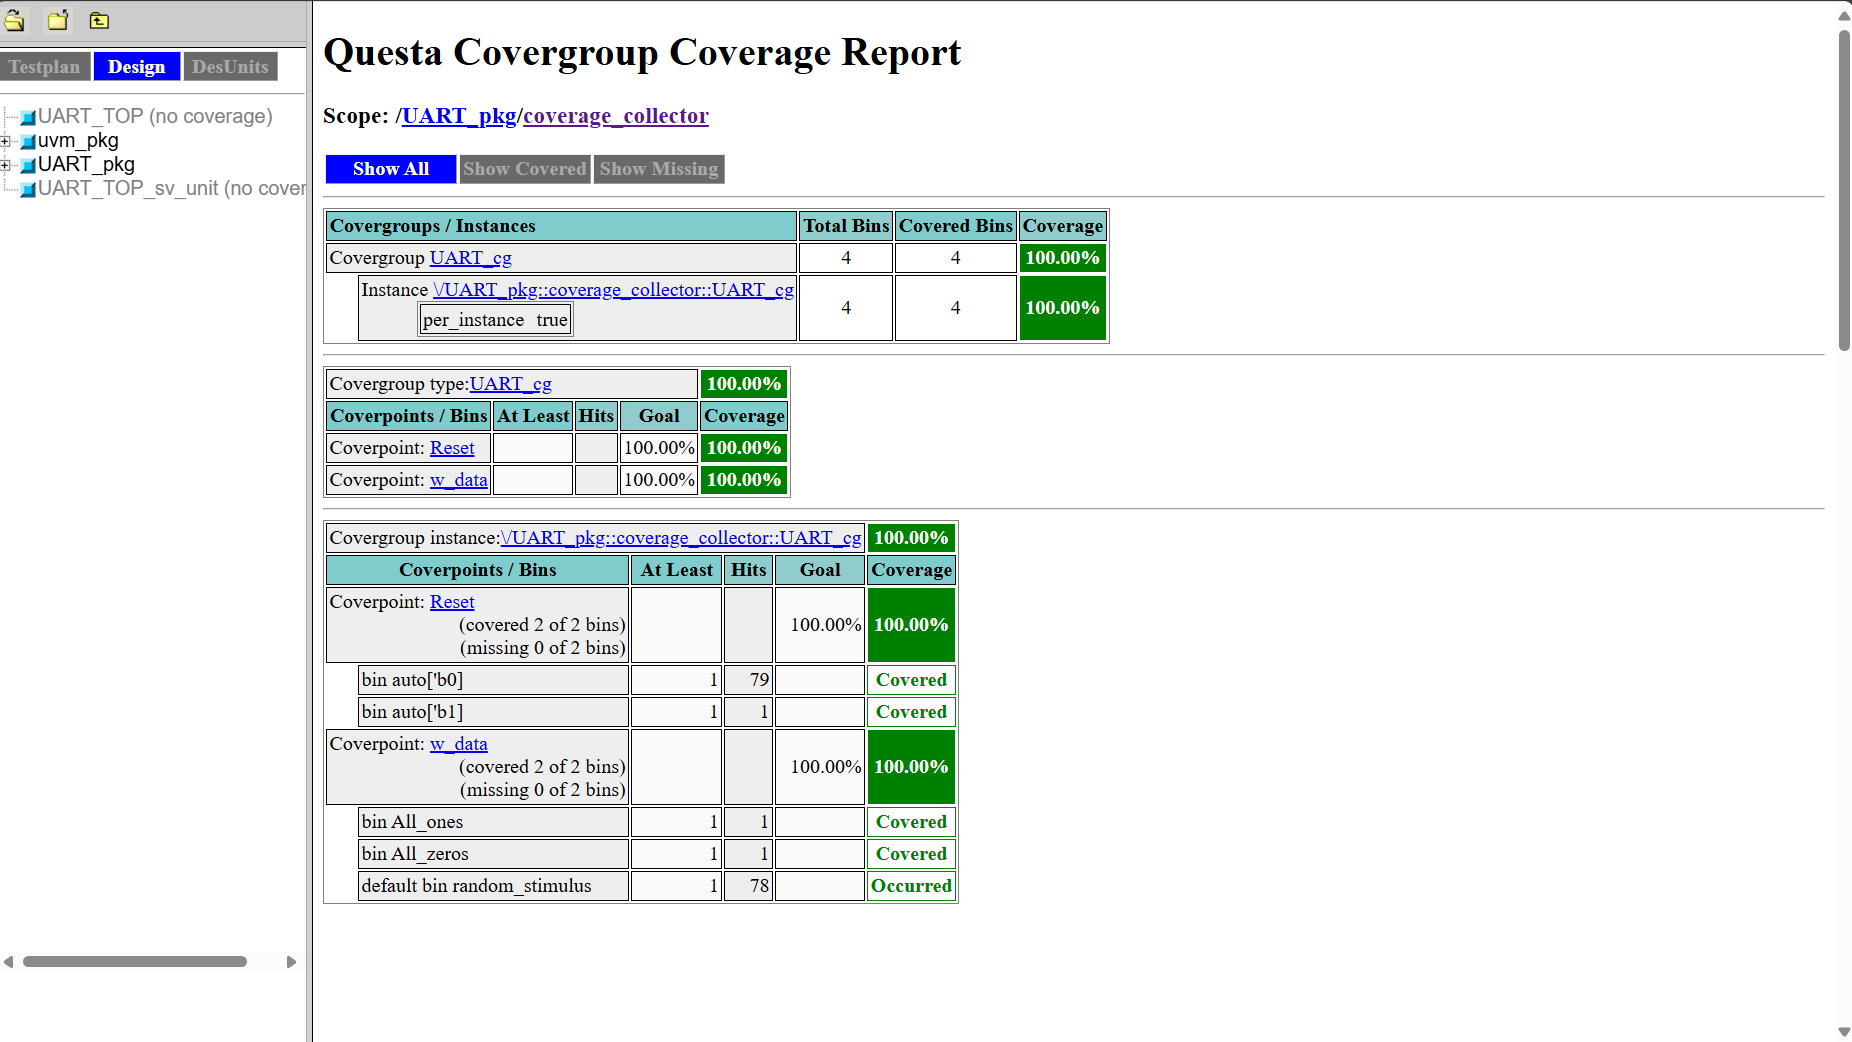 Testplan Design DesUnits
UART_TOP (no coverage)
uvm_pkg
UART_pkg
UART_TOP_sv_unit (no cover
Questa Covergroup Coverage Report
Scope: /UART_pkg/coverage_collector
Show All Show Covered Show Missing
Covergroups / Instances Total Bins Covered Bins Coverage
Covergroup UART_cg 4 4 100.00%
Instance \/UART_pkg::coverage_collector::UART_cg 4 4 100.00%
per_instance true
Covergroup type:UART_cg 100.00%
Coverpoints / Bins At Least Hits Goal Coverage
Coverpoint: Reset 100.00% 100.00%
Coverpoint: w_data 100.00% 100.00%
Covergroup instance:\/UART_pkg::coverage_collector::UART_cg 100.00%
Coverpoints / Bins At Least Hits Goal Coverage
Coverpoint: Reset
(covered 2 of 2 bins) 100.00% 100.00%
(missing 0 of 2 bins)
bin auto['b0] 1 79 Covered
bin auto['b1] 1 1 Covered
Coverpoint: w_data
(covered 2 of 2 bins) 100.00% 100.00%
(missing 0 of 2 bins)
bin All_ones 1 1 Covered
bin All_zeros 1 1 Covered
default bin random_stimulus 1 78 Occurred